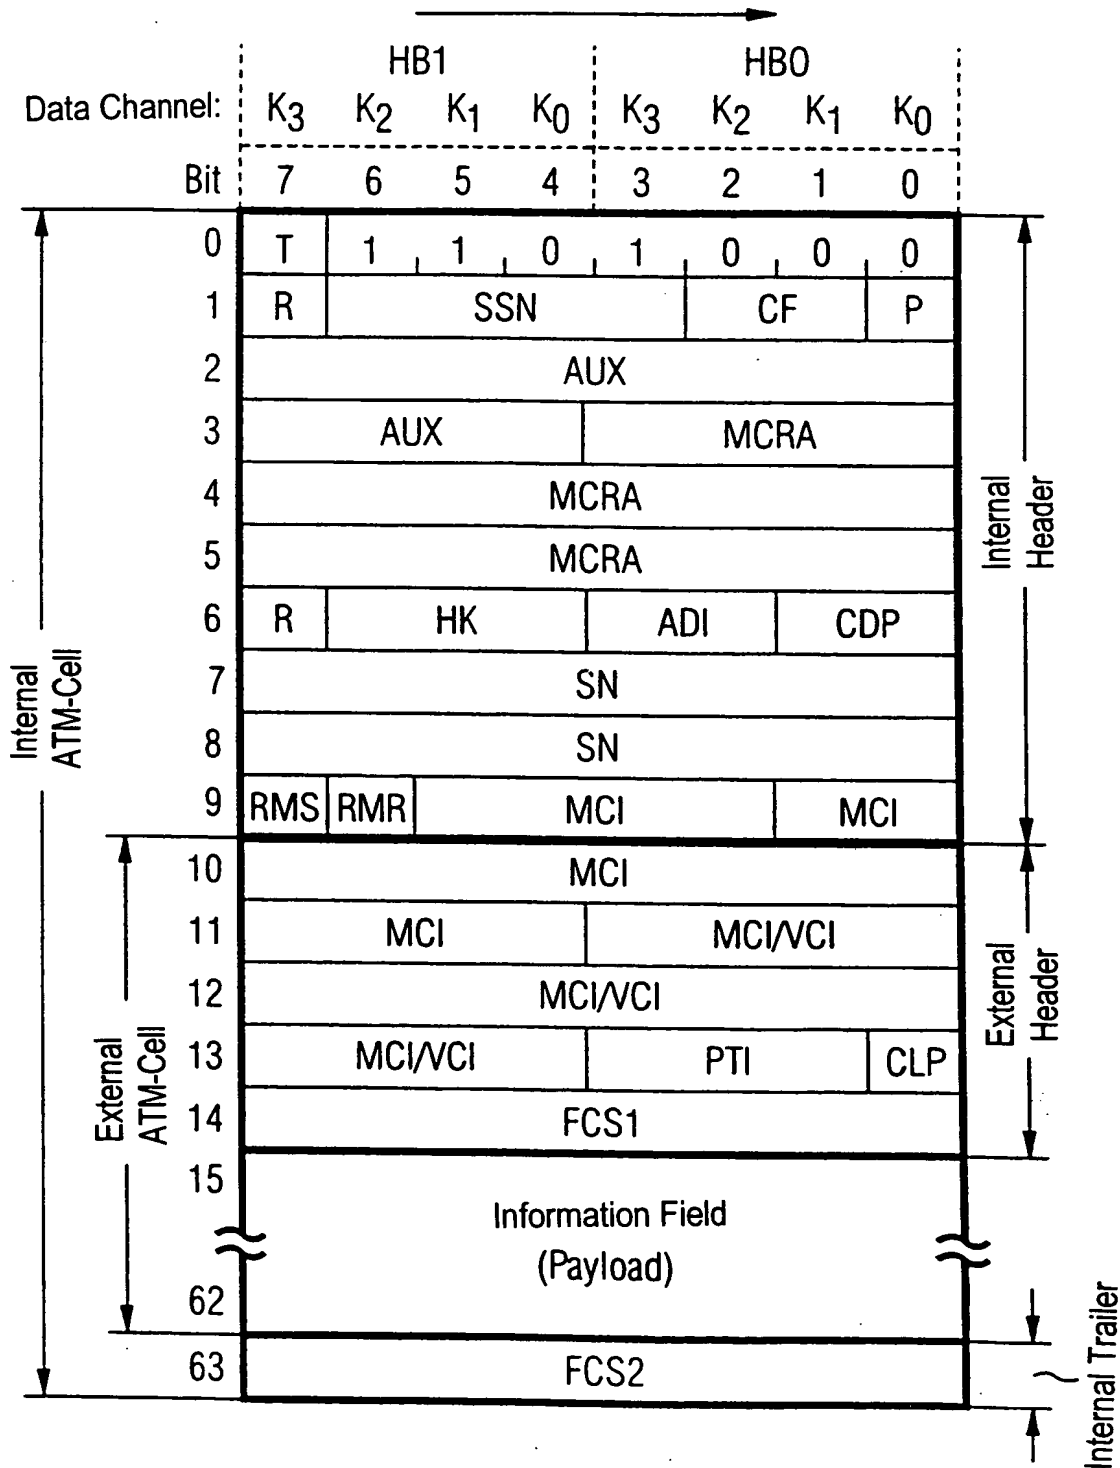 HB1 HB0
Data Channel: K3 K2 K1 K0 K3 K2 K1 K0
Bit 7 6 5 4 3 2 1 0
0 T 1 1 0 1 0 0 0
1 R SSN CF P
2 AUX
3 AUX MCRA
4 MCRA
5 MCRA
6 R HK ADI CDP
7 SN
8 SN
9 RMS RMR MCI MCI
10 MCI
11 MCI MCI/VCI
12 MCI/VCI
13 MCI/VCI PTI CLP
14 FCS1
15
Information Field
(Payload)
62
63 FCS2
Internal
ATM-Cell
External
ATM-Cell
Internal
Header
External
Header
Internal Trailer